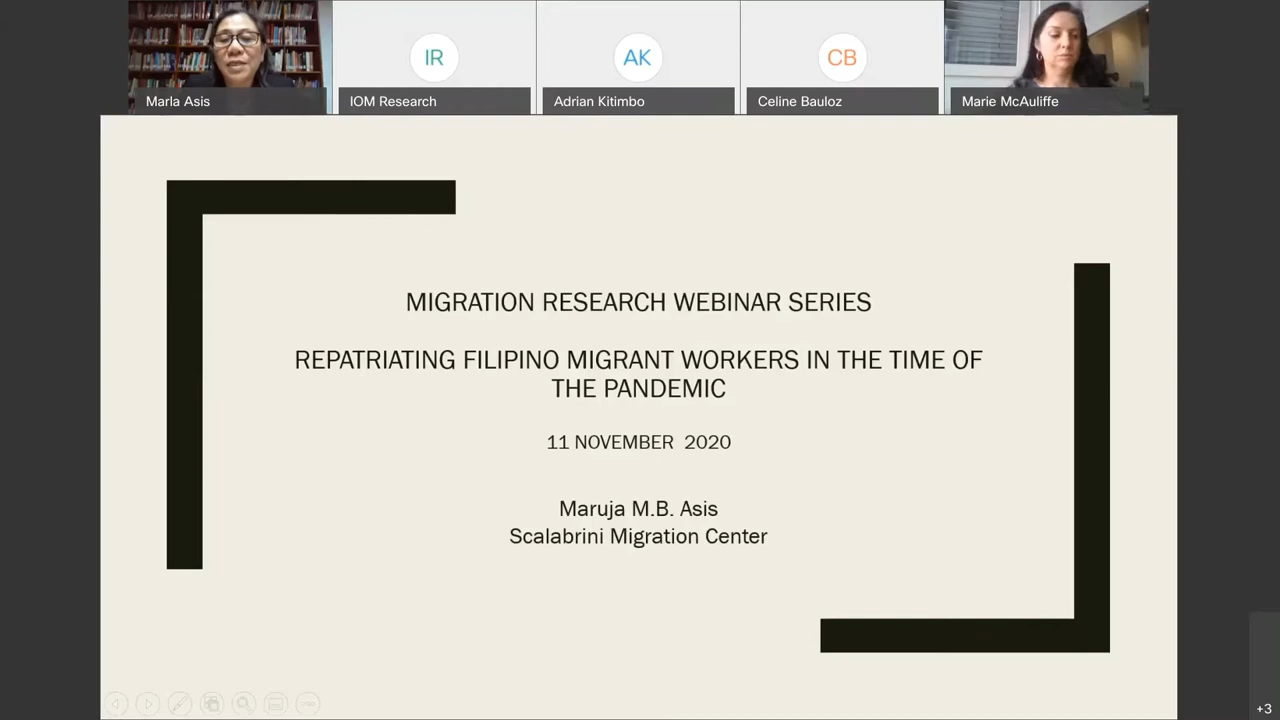 IR
AK
CB
Marla Asis
IOM Research
Adrian Kitimbo
Celine Bauloz
Marie McAuliffe
MIGRATION RESEARCH WEBINAR SERIES
REPATRIATING FILIPINO MIGRANT WORKERS IN THE TIME OF
THE PANDEMIC
11 NOVEMBER 2020
Maruja M.B. Asis
Scalabrini Migration Center
+3